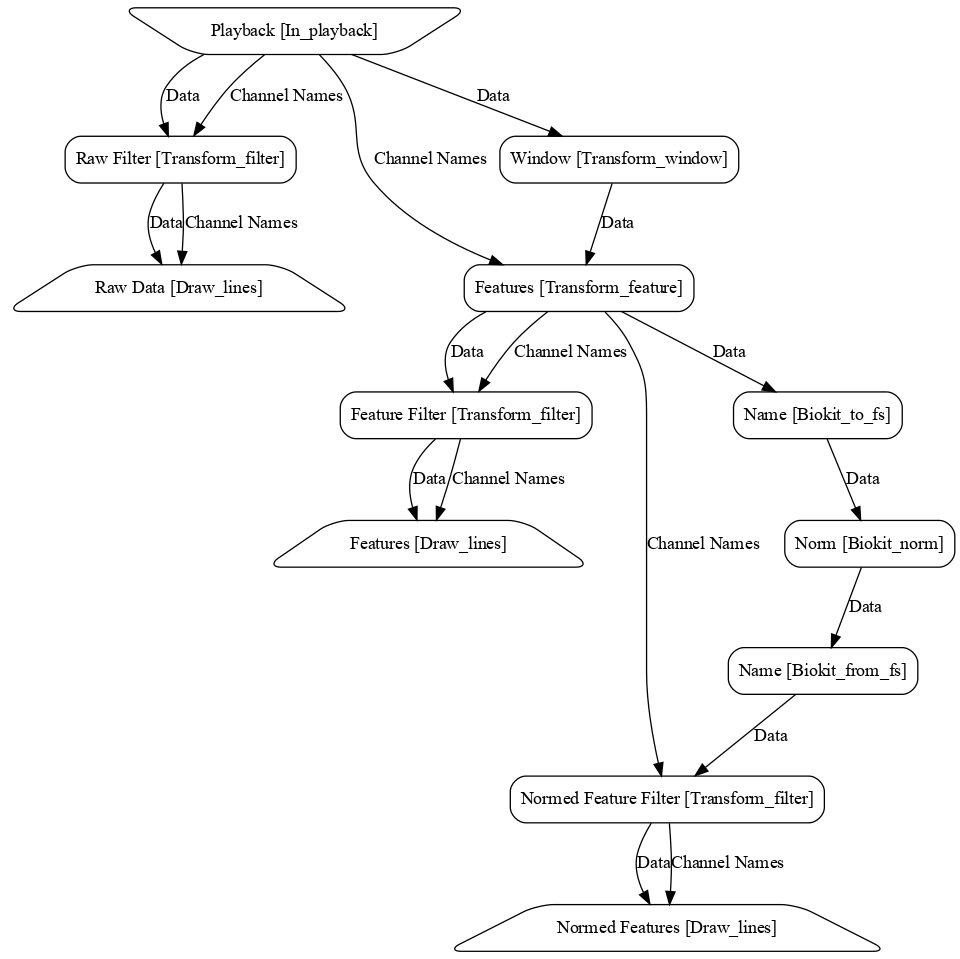 Playback [In_playback]
Data
Channel Names
Data
Raw Filter [Transform_filter]
Channel Names
Window [Transform_window]
Data
Channel Names
Data
Raw Data [Draw_lines]
Features [Transform_feature]
Data
Channel Names
Data
Feature Filter [Transform_filter]
Name [Biokit_to_fs]
Data
Channel Names
Data
Features [Draw_lines]
Channel Names
Norm [Biokit_norm]
Data
Name [Biokit_from_fs]
Data
Normed Feature Filter [Transform_filter]
Data
Channel Names
Normed Features [Draw_lines]